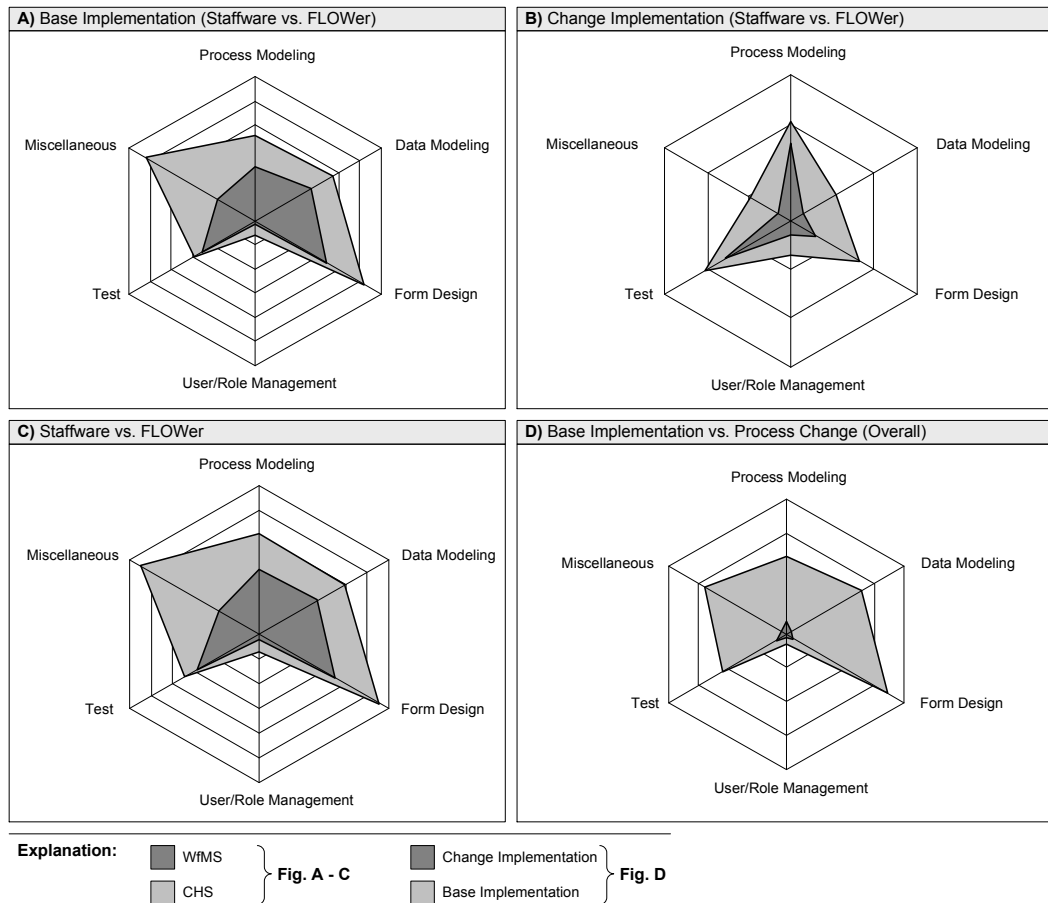 A) Base Implementation (Staffware vs. FLOWer)
Process Modeling
Miscellaneous
Data Modeling
Test
Form Design
User/Role Management
B) Change Implementation (Staffware vs. FLOWer)
Process Modeling
Miscellaneous
Data Modeling
Test
Form Design
User/Role Management
C) Staffware vs. FLOWer
Process Modeling
Miscellaneous
Data Modeling
Test
Form Design
User/Role Management
D) Base Implementation vs. Process Change (Overall)
Process Modeling
Miscellaneous
Data Modeling
Test
Form Design
User/Role Management
Explanation:
WfMS
CHS
Fig. A - C
Change Implementation
Base Implementation
Fig. D